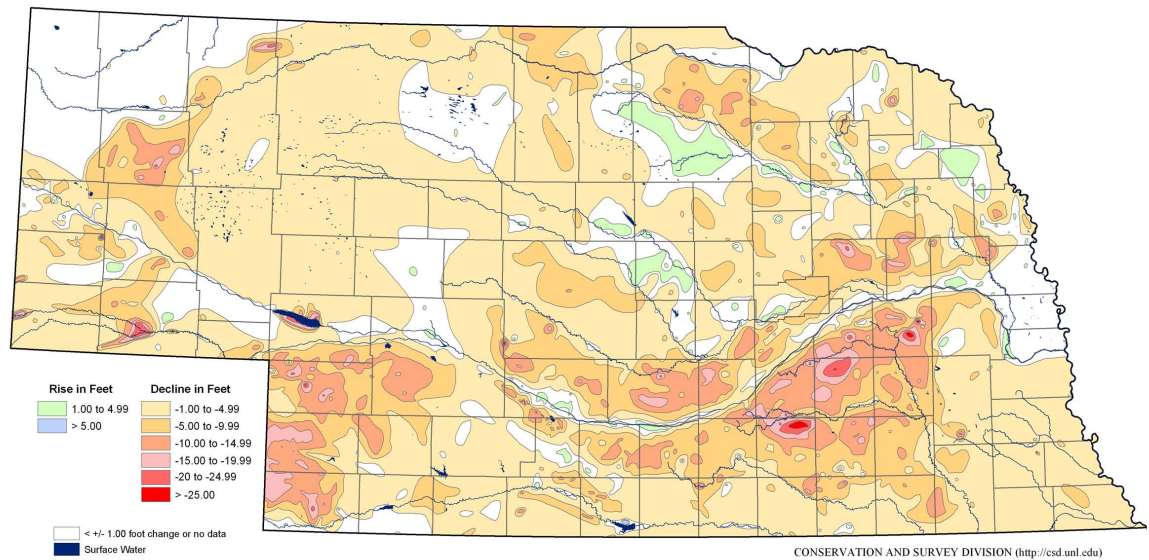 Rise in Feet
1.00 to 4.99
> 5.00
Decline in Feet
-1.00 to -4.99
-5.00 to -9.99
-10.00 to -14.99
-15.00 to -19.99
-20 to -24.99
> -25.00
< +/- 1.00 foot change or no data
Surface Water
CONSERVATION AND SURVEY DIVISION (http://csd.unl.edu)